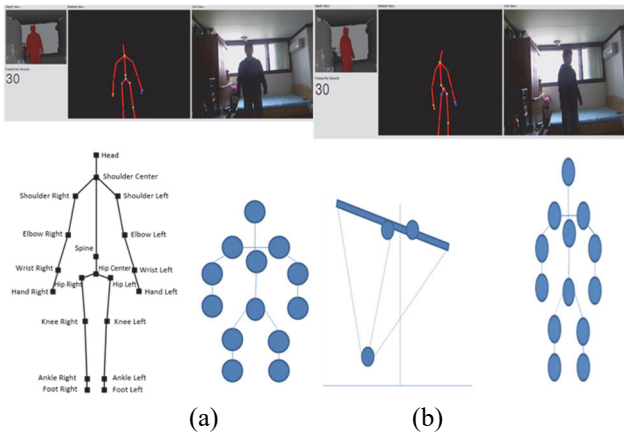 30
30
Head
Shoulder Center
Shoulder Right
Shoulder Left
Elbow Right
Elbow Left
Spine
Wrist Right
Hip Center
Wrist Left
Hip Right
Hip Left
Hand Right
Hand Left
Knee Right
Knee Left
Ankle Right
Ankle Left
Foot Right
Foot Left
(a)
(b)